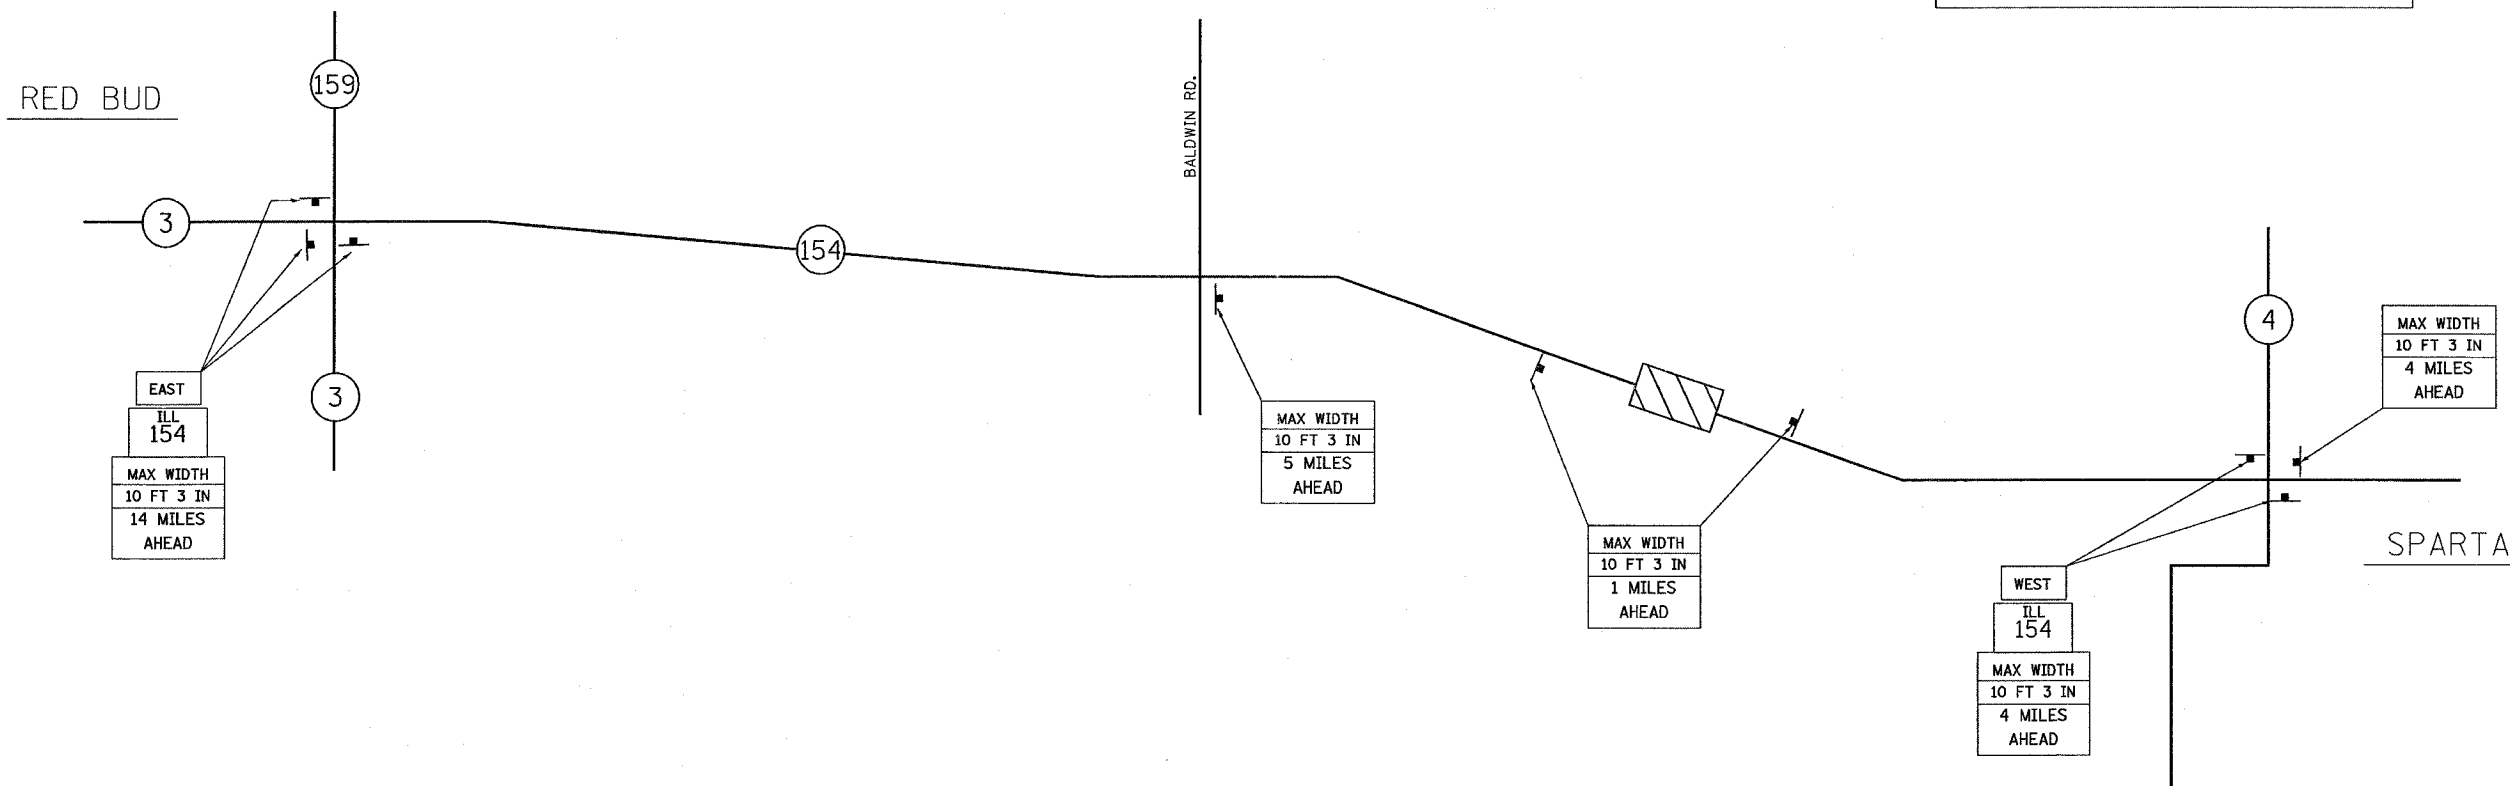 RED BUD
159
3
3
EAST
ILL
154
MAX WIDTH
10 FT 3 IN
14 MILES
AHEAD
154
BALDWIN RD.
MAX WIDTH
10 FT 3 IN
5 MILES
AHEAD
MAX WIDTH
10 FT 3 IN
1 MILES
AHEAD
4
MAX WIDTH
10 FT 3 IN
4 MILES
AHEAD
SPARTA
WEST
ILL
154
MAX WIDTH
10 FT 3 IN
4 MILES
AHEAD